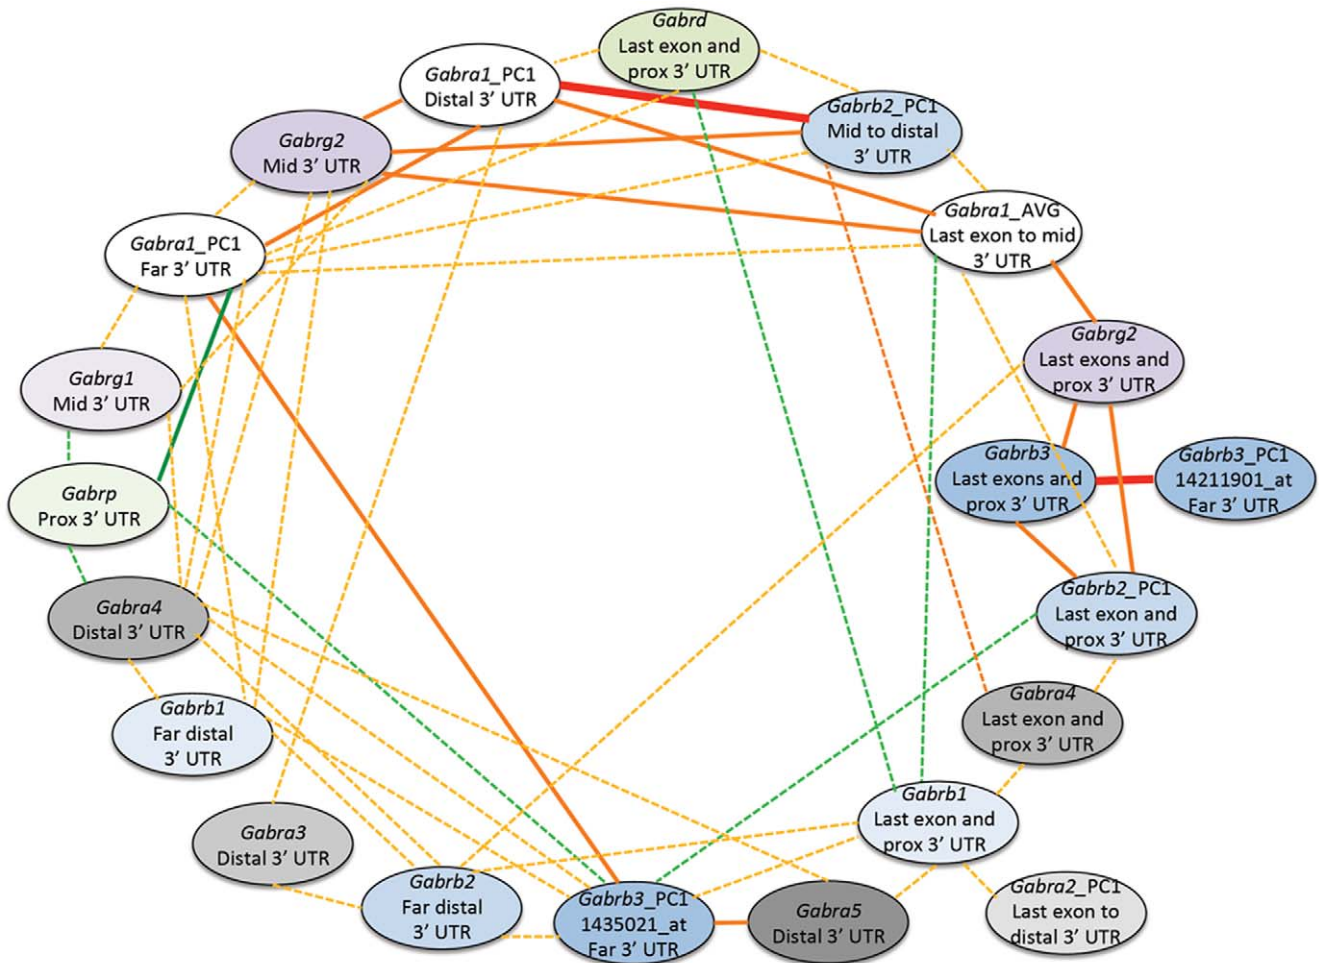 Gabrd
Last exon and
prox 3’ UTR
Gabra1_PC1
Distal 3’ UTR
Gabrb2_PC1
Mid to distal
3’ UTR
Gabrg2
Mid 3’ UTR
Gabra1_AVG
Last exon to mid
3’ UTR
Gabra1_PC1
Far 3’ UTR
Gabrg2
Last exons and
prox 3’ UTR
Gabrg1
Mid 3’ UTR
Gabrb3
Last exons and
prox 3’ UTR
Gabrb3_PC1
14211901_at
Far 3’ UTR
Gabrp
Prox 3’ UTR
Gabrb2_PC1
Last exon and
prox 3’ UTR
Gabra4
Distal 3’ UTR
Gabra4
Last exon and
prox 3’ UTR
Gabrb1
Far distal
3’ UTR
Gabrb1
Last exon and
prox 3’ UTR
Gabra3
Distal 3’ UTR
Gabrb2
Far distal
3’ UTR
Gabrb3_PC1
1435021_at
Far 3’ UTR
Gabra5
Distal 3’ UTR
Gabra2_PC1
Last exon to
distal 3’ UTR